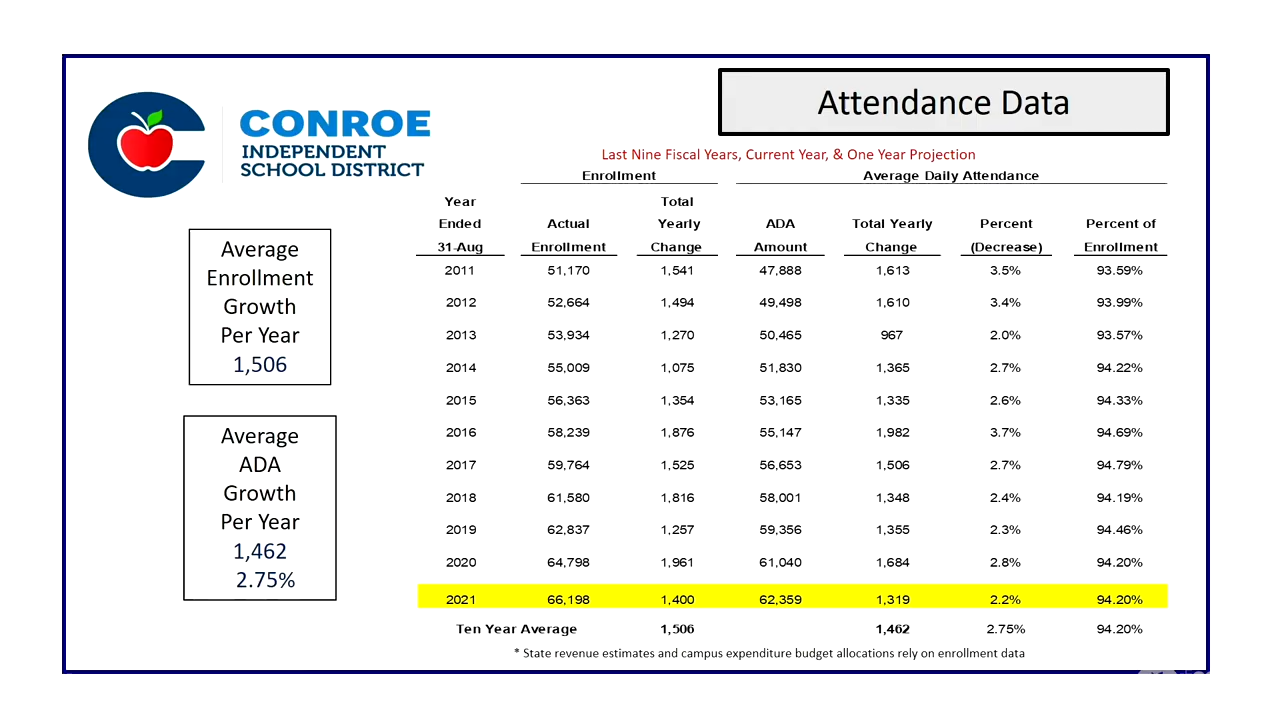 CONROE
INDEPENDENT
SCHOOL DISTRICT
Attendance Data
Last Nine Fiscal Years, Current Year, & One Year Projection
Enrollment Average Daily Attendance
Year Total
Ended Actual Yearly ADA Total Yearly Percent Percent of
31-Aug Enrollment Change Amount Change (Decrease) Enrollment
2011 51,170 1,541 47,888 1,613 3.5% 93.59%
2012 52,664 1,494 49,498 1,610 3.4% 93.99%
2013 53,934 1,270 50,465 967 2.0% 93.57%
2014 55,009 1,075 51,830 1,365 2.7% 94.22%
2015 56,363 1,354 53,165 1,335 2.6% 94.33%
2016 58,239 1,876 55,147 1,982 3.7% 94.69%
2017 59,764 1,525 56,653 1,506 2.7% 94.79%
2018 61,580 1,816 58,001 1,348 2.4% 94.19%
2019 62,837 1,257 59,356 1,355 2.3% 94.46%
2020 64,798 1,961 61,040 1,684 2.8% 94.20%
2021 66,198 1,400 62,359 1,319 2.2% 94.20%
Ten Year Average 1,506 1,462 2.75% 94.20%
* State revenue estimates and campus expenditure budget allocations rely on enrollment data
Average
Enrollment
Growth
Per Year
1,506
Average
ADA
Growth
Per Year
1,462
2.75%